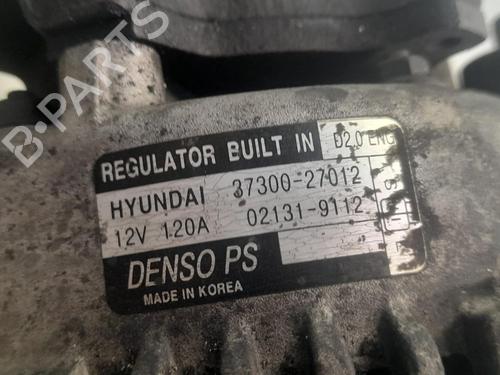 B-PARTS
REGULATOR BUILT IN D2.0 ENG
HYUNDAI 37300-27012
12V 120A 02131-9112
DENSO PS
MADE IN KOREA